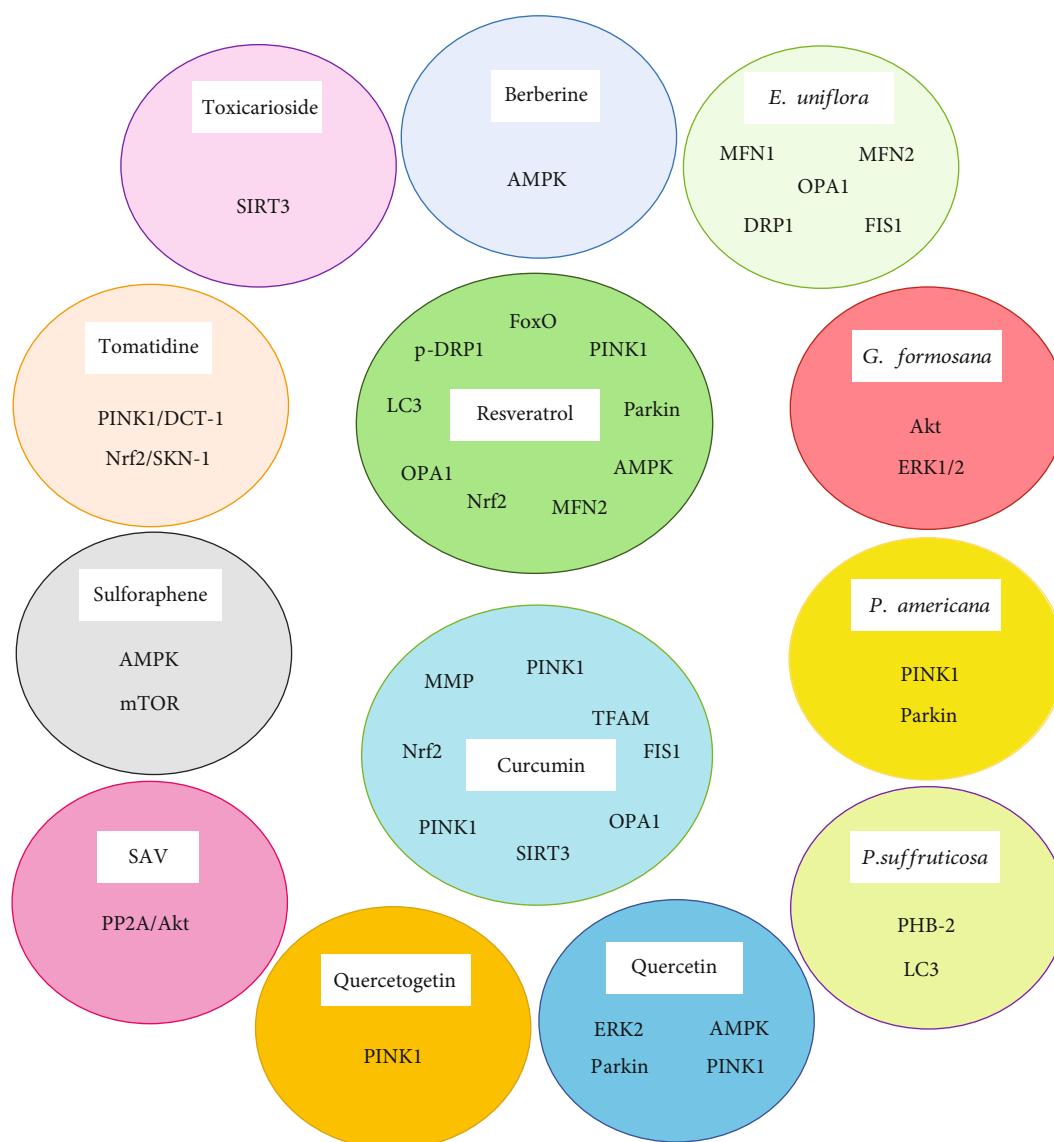 Toxicarioside
SIRT3
Berberine
AMPK
E. uniflora
MFN1
MFN2
OPA1
DRP1
FIS1
Tomatidine
PINK1/DCT-1
Nrf2/SKN-1
FoxO
p-DRP1
PINK1
LC3
Resveratrol
Parkin
OPA1
AMPK
Nrf2
MFN2
G. formosana
Akt
ERK1/2
Sulforaphene
AMPK
mTOR
MMP
PINK1
TFAM
Nrf2
Curcumin
FIS1
PINK1
OPA1
SIRT3
P. americana
PINK1
Parkin
SAV
PP2A/Akt
Quercetogetin
PINK1
Quercetin
ERK2
AMPK
Parkin
PINK1
P.suffruticosa
PHB-2
LC3